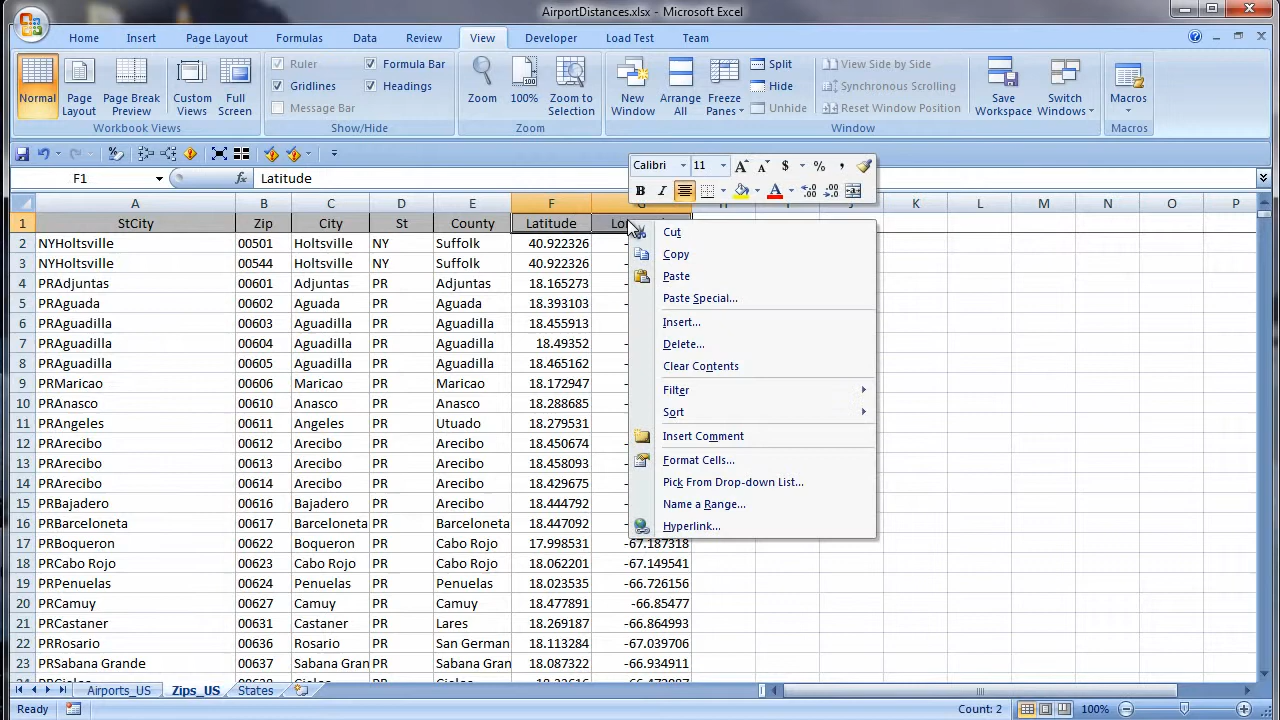 AirportDistances.xlsx - Microsoft Excel
Home Insert Page Layout Formulas Data Review View Developer Load Test Team
Normal
Page Layout
Page Break Preview
Custom Views
Full Screen
Workbook Views
Ruler
Gridlines
Message Bar
Formula Bar
Headings
Show/Hide
Zoom
100%
Zoom to Selection
Zoom
New Window
Arrange All
Freeze Panes
Split
Hide
Unhide
View Side by Side
Synchronous Scrolling
Reset Window Position
Save Workspace
Switch Windows
Window
Macros
Macros
F1 fx Latitude
Calibri 11 A A $ % ,
B I A
A B C D E F G H I J K L M N O P
1 StCity Zip City St County Latitude
2 NYHoltsville 00501 Holtsville NY Suffolk 40.922326
3 NYHoltsville 00544 Holtsville NY Suffolk 40.922326
4 PRAdjuntas 00601 Adjuntas PR Adjuntas 18.165273
5 PRAguada 00602 Aguada PR Aguada 18.393103
6 PRAguadilla 00603 Aguadilla PR Aguadilla 18.455913
7 PRAguadilla 00604 Aguadilla PR Aguadilla 18.49352
8 PRAguadilla 00605 Aguadilla PR Aguadilla 18.465162
9 PRMaricao 00606 Maricao PR Maricao 18.172947
10 PRAnasco 00610 Anasco PR Anasco 18.288685
11 PRAngeles 00611 Angeles PR Utuado 18.279531
12 PRArecibo 00612 Arecibo PR Arecibo 18.450674
13 PRArecibo 00613 Arecibo PR Arecibo 18.458093
14 PRArecibo 00614 Arecibo PR Arecibo 18.429675
15 PRBajadero 00616 Bajadero PR Arecibo 18.444792
16 PRBarceloneta 00617 Barceloneta PR Barceloneta 18.447092
17 PRBoqueron 00622 Boqueron PR Cabo Rojo 17.998531 -67.187318
18 PRCabo Rojo 00623 Cabo Rojo PR Cabo Rojo 18.062201 -67.149541
19 PRPenuelas 00624 Penuelas PR Penuelas 18.023535 -66.726156
20 PRCamuy 00627 Camuy PR Camuy 18.477891 -66.85477
21 PRCastaner 00631 Castaner PR Lares 18.269187 -66.864993
22 PRRosario 00636 Rosario PR San German 18.113284 -67.039706
23 PRSabana Grande 00637 Sabana Gran PR Sabana Grande 18.087322 -66.934911
Cut
Copy
Paste
Paste Special...
Insert...
Delete...
Clear Contents
Filter
Sort
Insert Comment
Format Cells...
Pick From Drop-down List...
Name a Range...
Hyperlink...
Airports_US Zips_US States
Ready Count: 2 100%